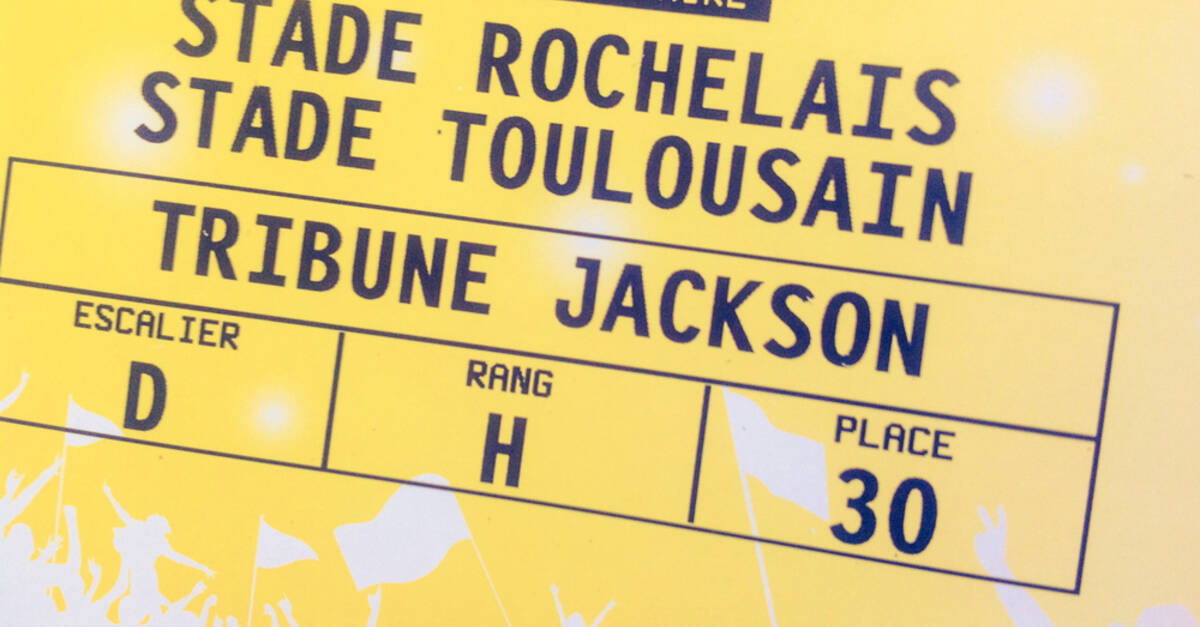 STADE ROCHELAIS
STADE TOULOUSAIN
TRIBUNE JACKSON
ESCALIER
D
RANG
H
PLACE
30